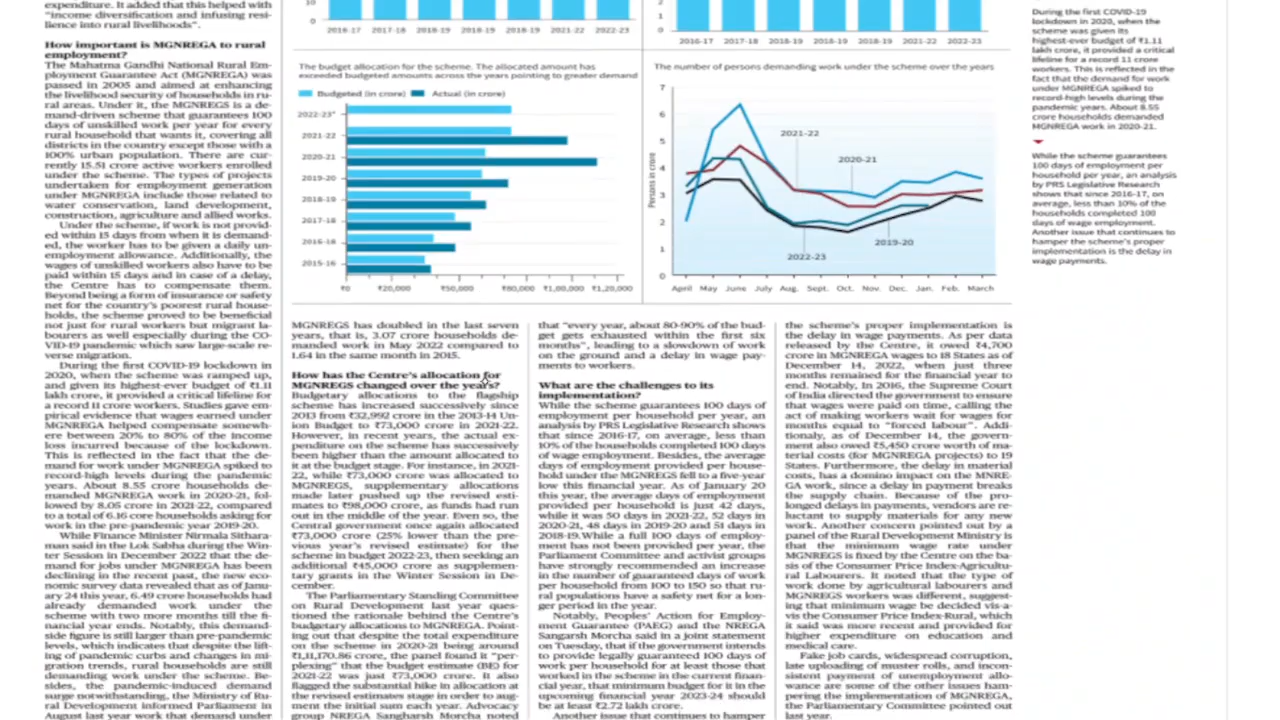 expenditure. It added that this helped with
"income diversification and infusing resi-
lience into rural livelihoods".
How important is MGNREGA to rural
employment?
The Mahatma Gandhi National Rural Em-
ployment Guarantee Act (MGNREGA) was
passed in 2005 and aimed at enhancing
the livelihood security of households in ru-
ral areas. Under it, the MGNREGS is a de-
mand-driven scheme that guarantees 100
days of unskilled work per year for every
rural household that wants it, covering all
districts in the country except those with a
100% urban population. There are cur-
rently 15.51 crore active workers enrolled
under the scheme. The types of projects
undertaken for employment generation
under MGNREGA include those related to
water conservation, land development,
construction, agriculture and allied works.
Under the scheme, if work is not provid-
ed within 15 days from when it is demand-
ed, the worker has to be given a daily un-
employment allowance. Additionally, the
wages of unskilled workers also have to be
paid within 15 days and in case of a delay,
the Centre has to compensate them.
Beyond being a form of insurance or safety
net for the country's poorest rural house-
holds, the scheme proved to be beneficial
not just for rural workers but migrant la-
bourers as well especially during the CO-
VID-19 pandemic which saw large-scale re-
verse migration.
During the first COVID-19 lockdown in
2020, when the scheme was ramped up,
and given its highest-ever budget of ₹1.11
lakh crore, it provided a critical lifeline for
a record 11 crore workers. Studies gave em-
pirical evidence that wages earned under
MGNREGA helped compensate somewh-
ere between 20% to 80% of the income
loss incurred because of the lockdown.
This is reflected in the fact that the de-
mand for work under MGNREGA spiked to
record-high levels during the pandemic
years. About 8.55 crore households de-
manded MGNREGA work in 2020-21, fol-
lowed by 8.05 crore in 2021-22, compared
to a total of 6.16 core households asking for
work in the pre-pandemic year 2019-20.
While Finance Minister Nirmala Sithara-
man said in the Lok Sabha during the Win-
ter Session in December 2022 that the de-
mand for jobs under MGNREGA has been
declining in the recent past, the new eco-
nomic survey data revealed that as of Janu-
ary 24 this year, 6.49 crore households had
already demanded work under the
scheme with two more months till the fi-
nancial year ends. Notably, this demand-
side figure is still larger than pre-pandemic
levels, which indicates that despite the lift-
ing of pandemic curbs and changes in mi-
gration trends, rural households are still
demanding work under the scheme. Be-
sides, the pandemic-induced demand
surge notwithstanding, the Ministry of Ru-
ral Development informed Parliament in
August last year work that demand under
10
0
2016-17 2017-18 2018-19 2018-19 2018-19 2021-22 2022-23
2
1
0
2016-17 2017-18 2018-19 2018-19 2018-19 2021-22 2022-23
The budget allocation for the scheme. The allocated amount has
exceeded budgeted amounts across the years pointing to greater demand
Budgeted (in crore) Actual (in crore)
2022-23*
2021-22
2020-21
2019-20
2018-19
2017-18
2016-18
2015-16
₹0 ₹20,000 ₹50,000 ₹80,000 ₹1,00,000 ₹1,20,000
The number of persons demanding work under the scheme over the years
Persons in crore
7
6
5
4
3
2
1
0
2021-22
2020-21
2019-20
2022-23
April May June July Aug. Sept. Oct. Nov. Dec. Jan. Feb. March
MGNREGS has doubled in the last seven
years, that is, 3.07 crore households de-
manded work in May 2022 compared to
1.64 in the same month in 2015.
How has the Centre's allocation for
MGNREGS changed over the years?
Budgetary allocations to the flagship
scheme has increased successively since
2013 from ₹32,992 crore in the 2013-14 Un-
ion Budget to ₹73,000 crore in 2021-22.
However, in recent years, the actual ex-
penditure on the scheme has successively
been higher than the amount allocated to
it at the budget stage. For instance, in 2021-
22, while ₹73,000 crore was allocated to
MGNREGS, supplementary allocations
made later pushed up the revised esti-
mates to ₹98,000 crore, as funds had run
out in the middle of the year. Even so, the
Central government once again allocated
₹73,000 crore (25% lower than the pre-
vious year's revised estimate) for the
scheme in budget 2022-23, then seeking an
additional ₹45,000 crore as supplemen-
tary grants in the Winter Session in De-
cember.
The Parliamentary Standing Committee
on Rural Development last year ques-
tioned the rationale behind the Centre's
budgetary allocations to MGNREGA. Point-
ing out that despite the total expenditure
on the scheme in 2020-21 being around
₹1,11,170.86 crore, the panel found it "per-
plexing" that the budget estimate (BE) for
2021-22 was just ₹73,000 crore. It also
flagged the substantial hike in allocation at
the revised estimates stage in order to aug-
ment the initial sum each year. Advocacy
group NREGA Sangharsh Morcha noted
that "every year, about 80-90% of the bud-
get gets exhausted within the first six
months", leading to a slowdown of work
on the ground and a delay in wage pay-
ments to workers.
What are the challenges to its
implementation?
While the scheme guarantees 100 days of
employment per household per year, an
analysis by PRS Legislative Research shows
that since 2016-17, on average, less than
10% of the households completed 100 days
of wage employment. Besides, the average
days of employment provided per house-
hold under the MGNREGS fell to a five-year
low this financial year. As of January 20
this year, the average days of employment
provided per household is just 42 days,
while it was 50 days in 2021-22, 52 days in
2020-21, 48 days in 2019-20 and 51 days in
2018-19.While a full 100 days of employ-
ment has not been provided per year, the
Parliament Committee and activist groups
have strongly recommended an increase
in the number of guaranteed days of work
per household from 100 to 150 so that ru-
ral populations have a safety net for a lon-
ger period in the year.
Notably, Peoples' Action for Employ-
ment Guarantee (PAEG) and the NREGA
Sangarsh Morcha said in a joint statement
on Tuesday, that if the government intends
to provide legally guaranteed 100 days of
work per household for at least those that
worked in the scheme in the current finan-
cial year, that minimum budget for it in the
upcoming financial year 2023-24 should
be at least ₹2.72 lakh crore.
Another issue that continues to hamper
the scheme's proper implementation is
the delay in wage payments. As per data
released by the Centre, it owed ₹4,700
crore in MGNREGA wages to 18 States as of
December 14, 2022, when just three
months remained for the financial year to
end. Notably, In 2016, the Supreme Court
of India directed the government to ensure
that wages were paid on time, calling the
act of making workers wait for wages for
months equal to "forced labour". Addi-
tionaly, as of December 14, the govern-
ment also owed ₹5,450 crore worth of ma-
terial costs (for MGNREGA projects) to 19
States. Furthermore, the delay in material
costs, has a domino impact on the MNRE-
GA work, since a delay in payment breaks
the supply chain. Because of the pro-
longed delays in payment, vendors are re-
luctant to supply materials for any new
work. Another concern pointed out by a
panel of the Rural Development Ministry is
that the minimum wage rate under
MGNREGS is fixed by the Centre on the ba-
sis of the Consumer Price Index-Agricultu-
ral Labourers. It noted that the type of
work done by agricultural labourers and
MGNREGS workers was different, suggest-
ing that minimum wage be decided vis-a-
vis the Consumer Price Index-Rural, which
it said was more recent and provided for
higher expenditure on education and
medical care.
Fake job cards, widespread corruption,
late uploading of muster rolls, and incon-
sistent payment of unemployment allo-
wance are some of the other issues ham-
pering the implementation of MGNREGA,
the Parliamentary Committee pointed out
last year.
During the first COVID-19
lockdown in 2020, when the
scheme was given its
highest-ever budget of ₹1.11
lakh crore, it provided a critical
lifeline for a record 11 crore
workers. This is reflected in the
fact that the demand for work
under MGNREGA spiked to
record-high levels during the
pandemic years. About 8.55
crore households demanded
MGNREGA work in 2020-21.
While the scheme guarantees
100 days of employment per
household per year, an analysis
by PRS Legislative Research
shows that since 2016-17, on
average, less than 10% of the
households completed 100
days of wage employment.
Another issue that continues to
hamper the scheme's proper
implementation is the delay in
wage payments.